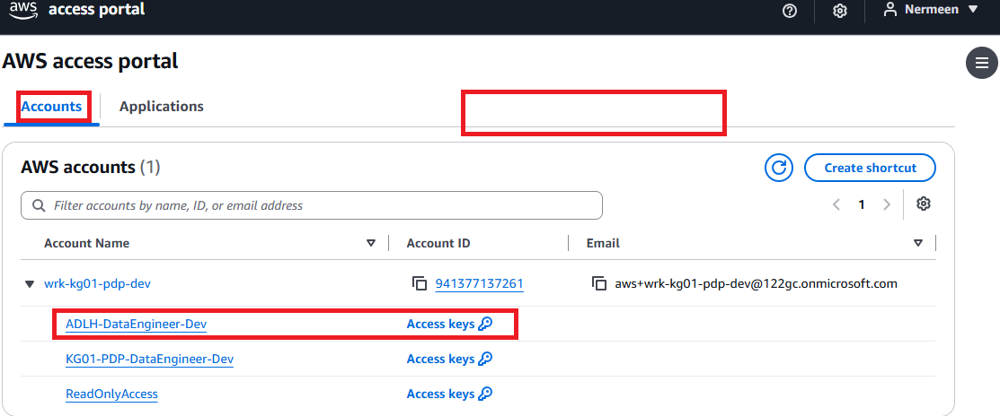 aws access portal Nermeen
AWS access portal
Accounts Applications
AWS accounts (1) Create shortcut
Filter accounts by name, ID, or email address 1
Account Name Account ID Email
wrk-kg01-pdp-dev 941377137261 aws+wrk-kg01-pdp-dev@122gc.onmicrosoft.com
ADLH-DataEngineer-Dev Access keys
KG01-PDP-DataEngineer-Dev Access keys
ReadOnlyAccess Access keys